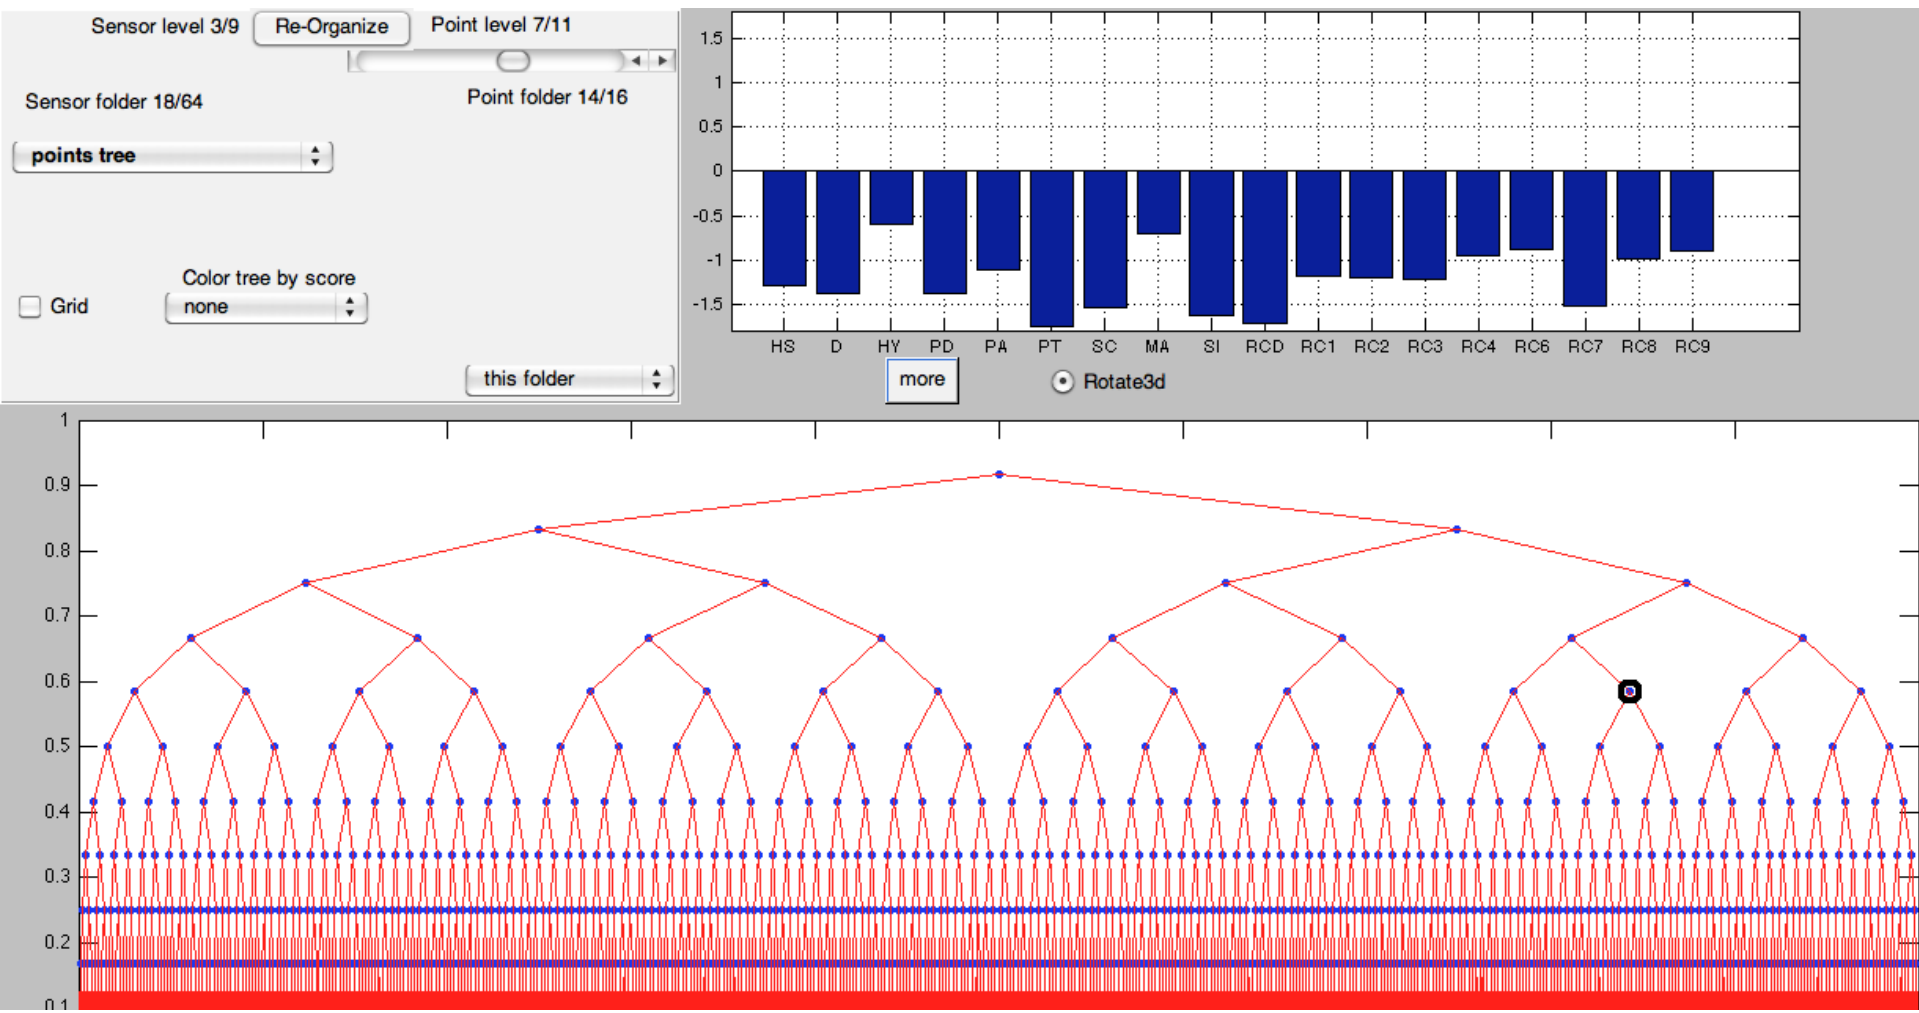 Sensor level 3/9 Re-Organize Point level 7/11
Sensor folder 18/64 Point folder 14/16
points tree
Color tree by score
Grid none
this folder
1.5
1
0.5
0
-0.5
-1
-1.5
HS D HY PD PA PT SC MA SI RCD RC1 RC2 RC3 RC4 RC6 RC7 RC8 RC9
more Rotate3d
1
0.9
0.8
0.7
0.6
0.5
0.4
0.3
0.2
0.1